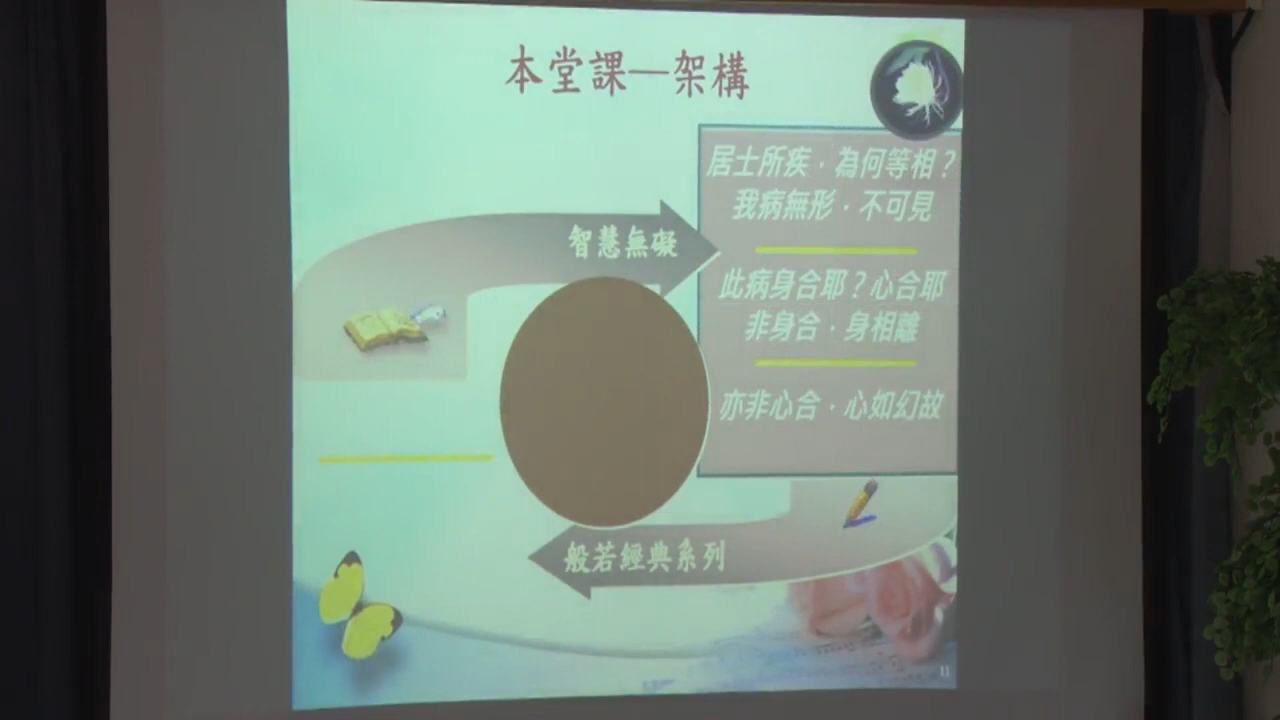 本堂課—架構
居士所疾，為何等相？
我病無形，不可見
智慧無礙
此病身合耶？心合耶
非身合，身相離
亦非心合，心如幻故
般若經典系列
11